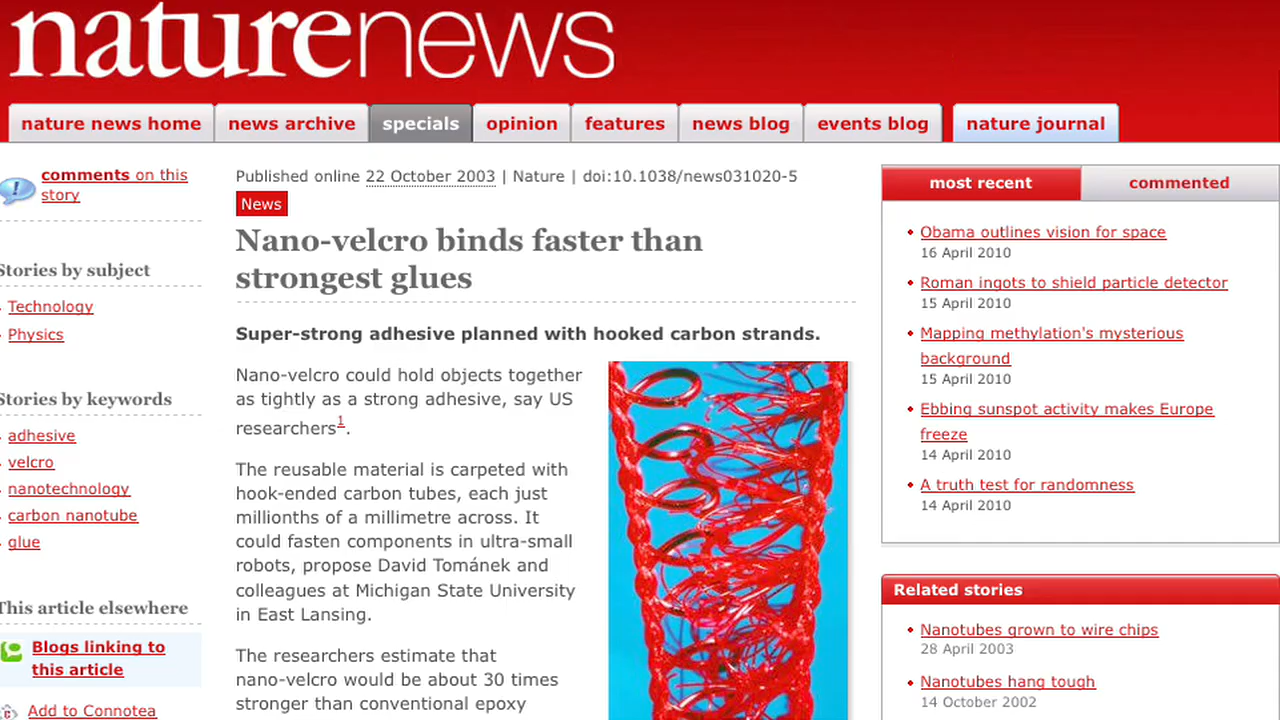 naturenews
nature news home
news archive
specials
opinion
features
news blog
events blog
nature journal
comments on this
story
Stories by subject
Technology
Physics
Stories by keywords
adhesive
velcro
nanotechnology
carbon nanotube
glue
This article elsewhere
Blogs linking to
this article
Add to Connotea
Published online 22 October 2003 | Nature | doi:10.1038/news031020-5
News
Nano-velcro binds faster than
strongest glues
Super-strong adhesive planned with hooked carbon strands.
Nano-velcro could hold objects together
as tightly as a strong adhesive, say US
researchers1.
The reusable material is carpeted with
hook-ended carbon tubes, each just
millionths of a millimetre across. It
could fasten components in ultra-small
robots, propose David Tománek and
colleagues at Michigan State University
in East Lansing.
The researchers estimate that
nano-velcro would be about 30 times
stronger than conventional epoxy
most recent
commented
Obama outlines vision for space
16 April 2010
Roman ingots to shield particle detector
15 April 2010
Mapping methylation's mysterious
background
15 April 2010
Ebbing sunspot activity makes Europe
freeze
14 April 2010
A truth test for randomness
14 April 2010
Related stories
Nanotubes grown to wire chips
28 April 2003
Nanotubes hang tough
14 October 2002